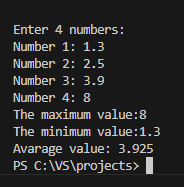 Enter 4 numbers:
Number 1: 1.3
Number 2: 2.5
Number 3: 3.9
Number 4: 8
The maximum value:8
The minimum value:1.3
Avarage value: 3.925
PS C:\VS\projects>